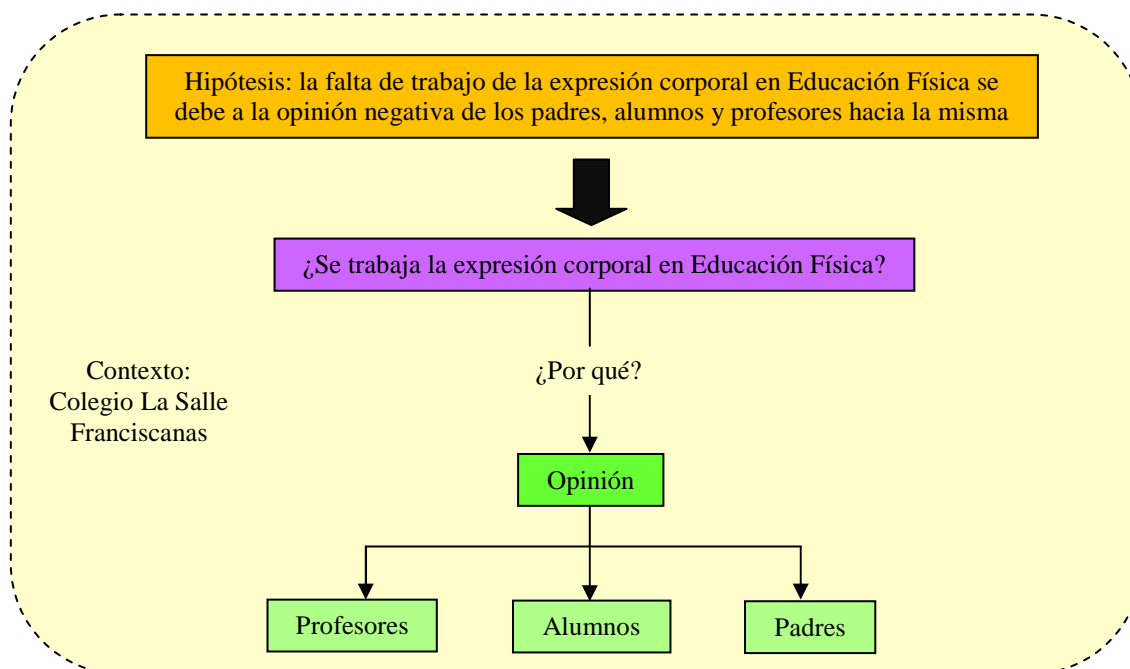 Hipótesis: la falta de trabajo de la expresión corporal en Educación Física se
debe a la opinión negativa de los padres, alumnos y profesores hacia la misma
¿Se trabaja la expresión corporal en Educación Física?
¿Por qué?
Contexto:
Colegio La Salle
Franciscanas
Opinión
Profesores
Alumnos
Padres